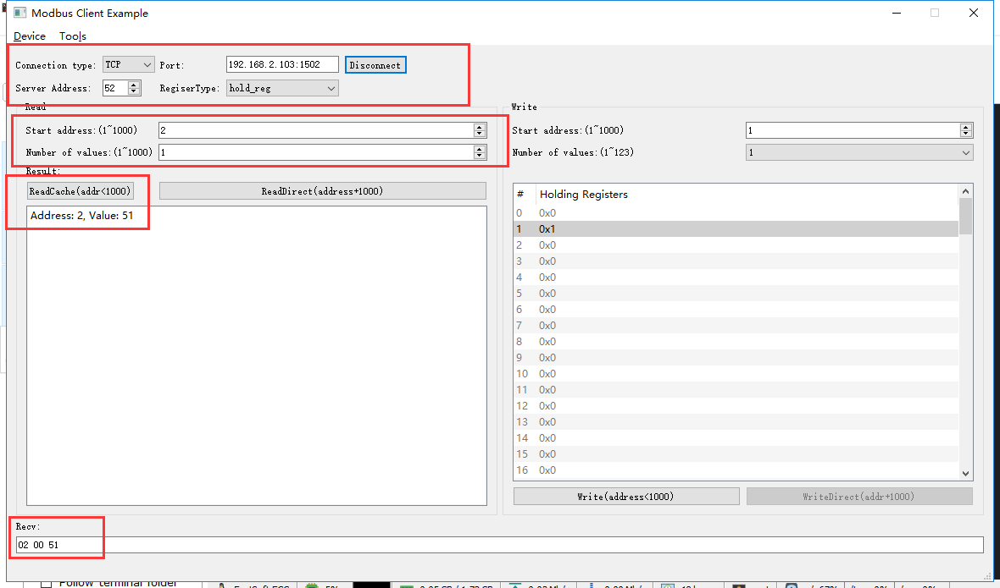 Modbus Client Example
Device Tools
Connection type: TCP Port: 192.168.2.103:1502 Disconnect
Server Address: 52 RegiserType: hold_reg
Read
Start address:(1~1000) 2
Number of values:(1~1000) 1
Result:
ReadCache(addr<1000) ReadDirect(address+1000)
Address: 2, Value: 51
Write
Start address:(1~1000) 1
Number of values:(1~123) 1
# Holding Registers
0 0x0
1 0x1
2 0x0
3 0x0
4 0x0
5 0x0
6 0x0
7 0x0
8 0x0
9 0x0
10 0x0
11 0x0
12 0x0
13 0x0
14 0x0
15 0x0
16 0x0
Write(address<1000) WriteDirect(addr+1000)
Recv:
02 00 51
Follow terminal folder